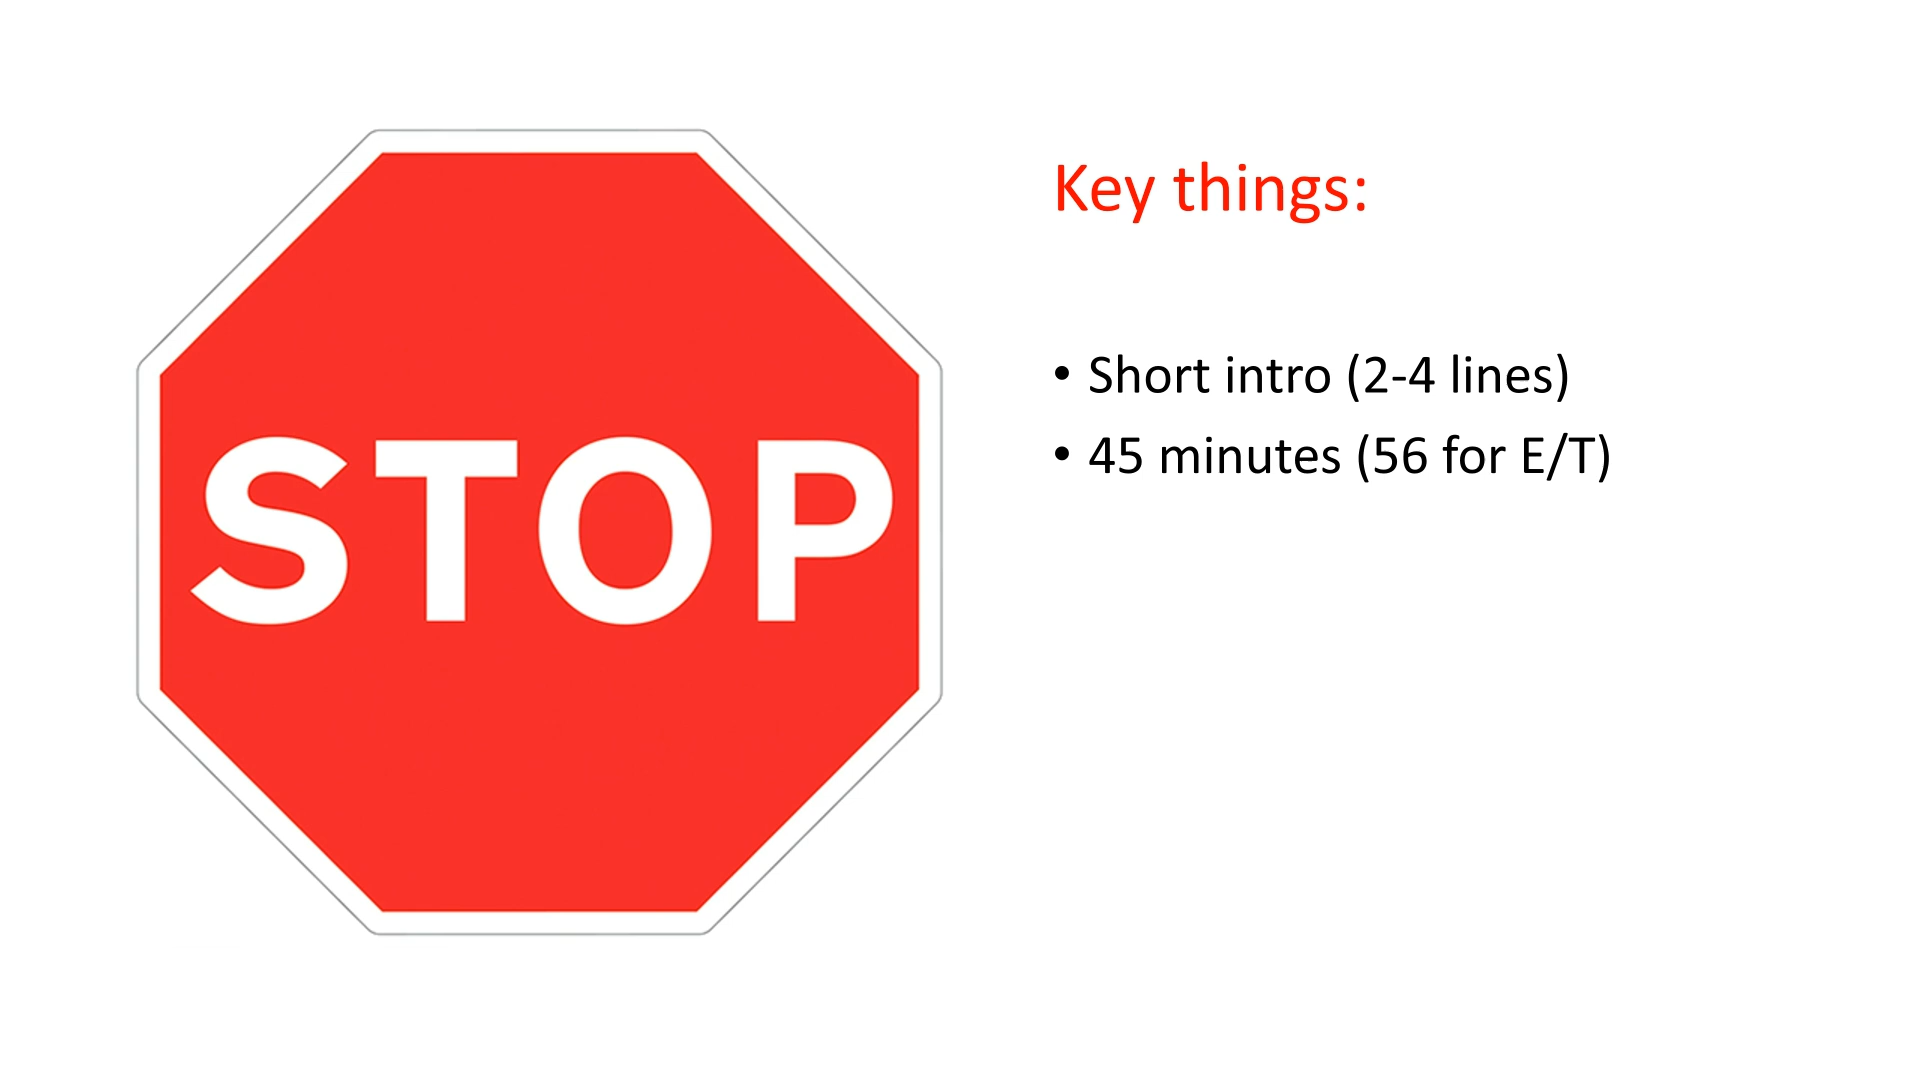 STOP
Key things:
• Short intro (2-4 lines)
• 45 minutes (56 for E/T)